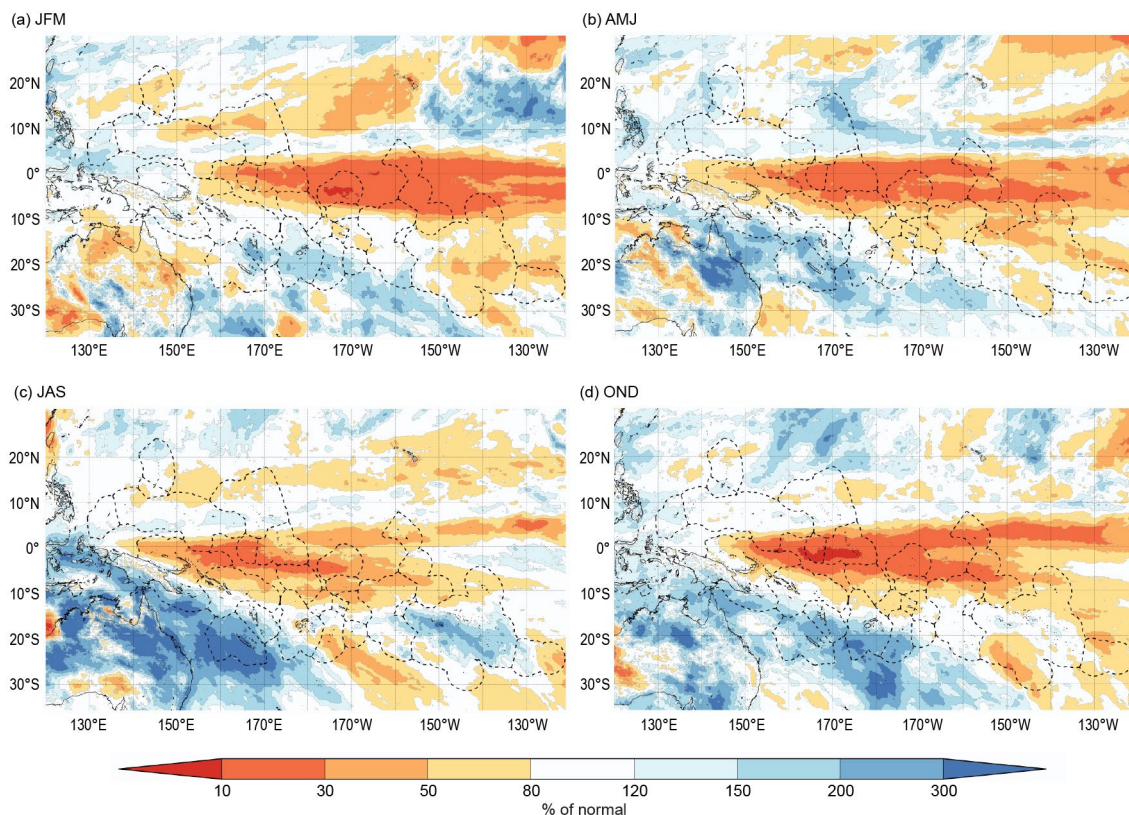 (a) JFM
(b) AMJ
20°N
10°N
0°
10°S
20°S
30°S
130°E 150°E 170°E 170°W 150°W 130°W
20°N
10°N
0°
10°S
20°S
30°S
130°E 150°E 170°E 170°W 150°W 130°W
(c) JAS
(d) OND
20°N
10°N
0°
10°S
20°S
30°S
130°E 150°E 170°E 170°W 150°W 130°W
20°N
10°N
0°
10°S
20°S
30°S
130°E 150°E 170°E 170°W 150°W 130°W
10 30 50 80 120 150 200 300
% of normal